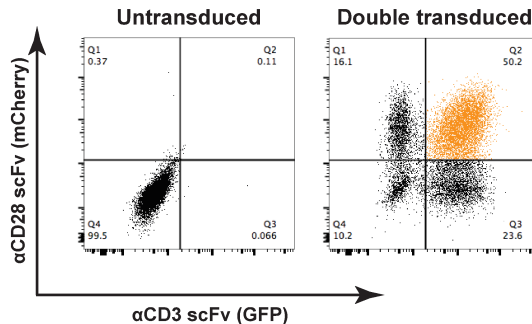 Untransduced
Double transduced
αCD28 scFv (mCherry)
Q1
0.37
Q2
0.11
Q4
99.5
Q3
0.066
Q1
16.1
Q2
50.2
Q4
10.2
Q3
23.6
αCD3 scFv (GFP)